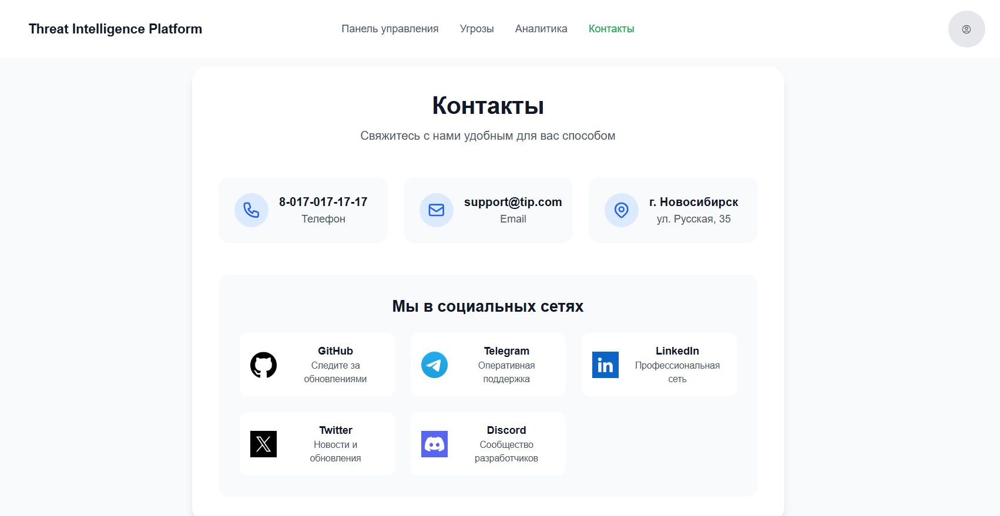 Threat Intelligence Platform
Панель управления
Угрозы
Аналитика
Контакты
Контакты
Свяжитесь с нами удобным для вас способом
8-017-017-17-17
Телефон
support@tip.com
Email
г. Новосибирск
ул. Русская, 35
Мы в социальных сетях
GitHub
Следите за
обновлениями
Telegram
Оперативная
поддержка
LinkedIn
Профессиональная
сеть
Twitter
Новости и
обновления
Discord
Сообщество
разработчиков